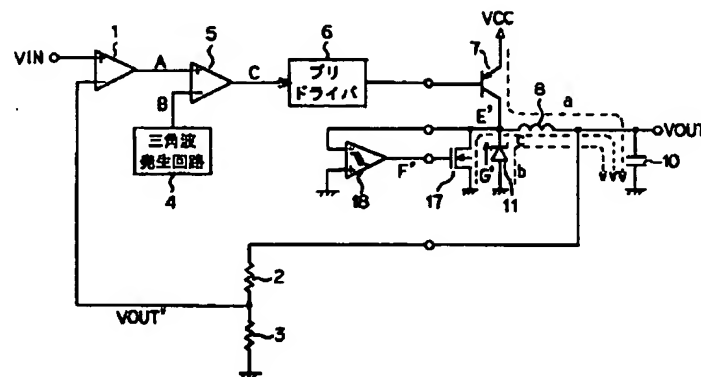 VCC
1
5
6
7
VIN
A
C
プリ
ドライバ
8
a
B
E'
VOUT
三角波
発生回路
4
18
F'
17
G'
b
c
11
10
2
VOUT'
3